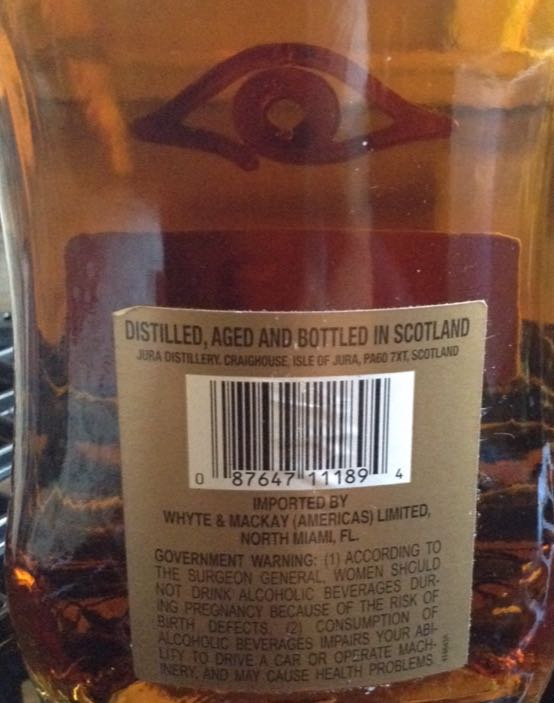 DISTILLED, AGED AND BOTTLED IN SCOTLAND
JURA DISTILLERY. CRAIGHOUSE, ISLE OF JURA, PA60 7XT, SCOTLAND
0 87647 11189 4
IMPORTED BY
WHYTE & MACKAY (AMERICAS) LIMITED,
NORTH MIAMI, FL.
GOVERNMENT WARNING: (1) ACCORDING TO
THE SURGEON GENERAL, WOMEN SHOULD
NOT DRINK ALCOHOLIC BEVERAGES DUR-
ING PREGNANCY BECAUSE OF THE RISK OF
BIRTH DEFECTS. (2) CONSUMPTION OF
ALCOHOLIC BEVERAGES IMPAIRS YOUR ABI-
LITY TO DRIVE A CAR OR OPERATE MACH-
INERY, AND MAY CAUSE HEALTH PROBLEMS.